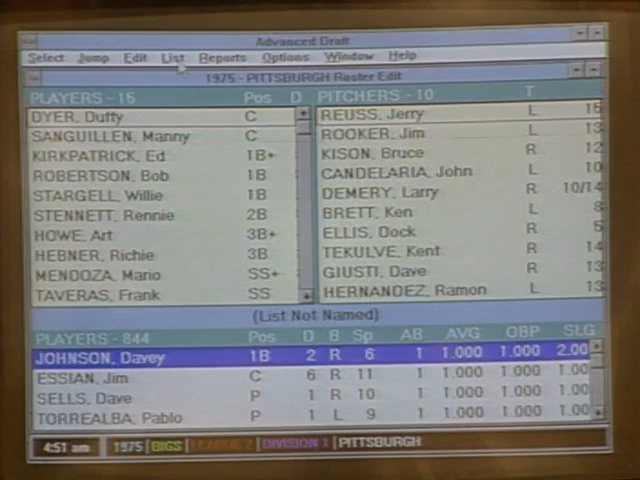 Advanced Draft
Select Jump Edit List Reports Options Window Help
1975 - PITTSBURGH Raster Edit
PLAYERS - 15 Pos D PITCHERS - 10 T
DYER, Duffy C REUSS, Jerry L 15
SANGUILLEN, Manny C ROOKER, Jim L 13
KIRKPATRICK, Ed 1B+ KISON, Bruce R 12
ROBERTSON, Bob 1B CANDELARIA, John L 10
STARGELL, Willie 1B DEMERY, Larry R 10/14
STENNETT, Rennie 2B BRETT, Ken L 8
HOWE, Art 3B+ ELLIS, Dock R 5
HEBNER, Richie 3B TEKULVE, Kent R 14
MENDOZA, Mario SS+ GIUSTI, Dave R 13
TAVERAS, Frank SS HERNANDEZ, Ramon L 13
(List Not Named)
PLAYERS - 844 Pos D B Sp AB AVG OBP SLG
JOHNSON, Davey 1B 2 R 6 1 1.000 1.000 2.00
ESSIAN, Jim C 6 R 11 1 1.000 1.000 1.00
SELLS, Dave P 1 R 10 1 1.000 1.000 1.00
TORREALBA, Pablo P 1 L 9 1 1.000 1.000 1.00
4:51 am 1975 BIGS DIVISION 1 PITTSBURGH